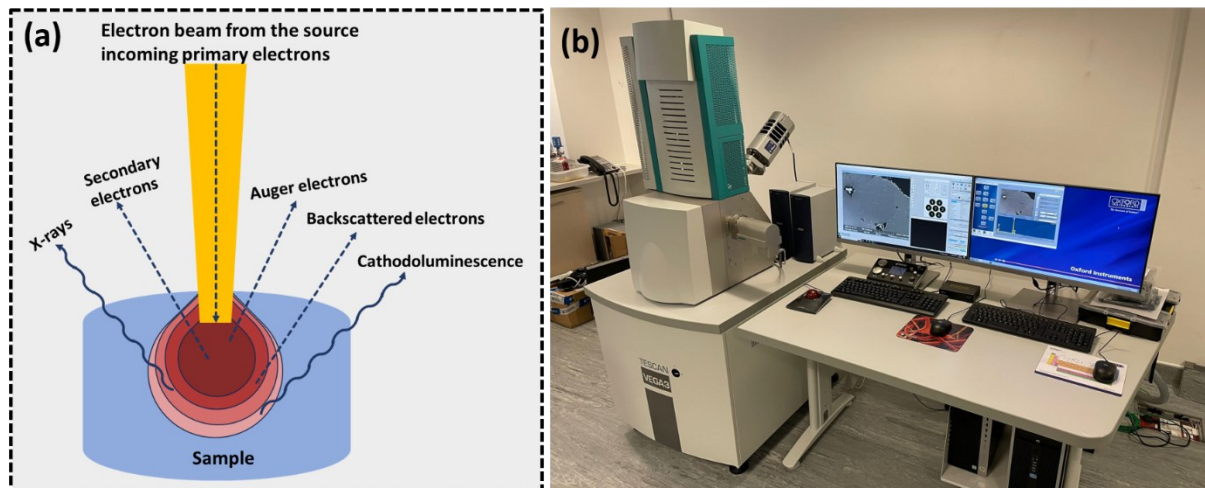 (a)
Electron beam from the source
incoming primary electrons
Secondary
electrons
Auger electrons
X-rays
Backscattered electrons
Cathodoluminescence
Sample
(b)
OXFORD
Oxford Instruments
TESCAN
VEGA3